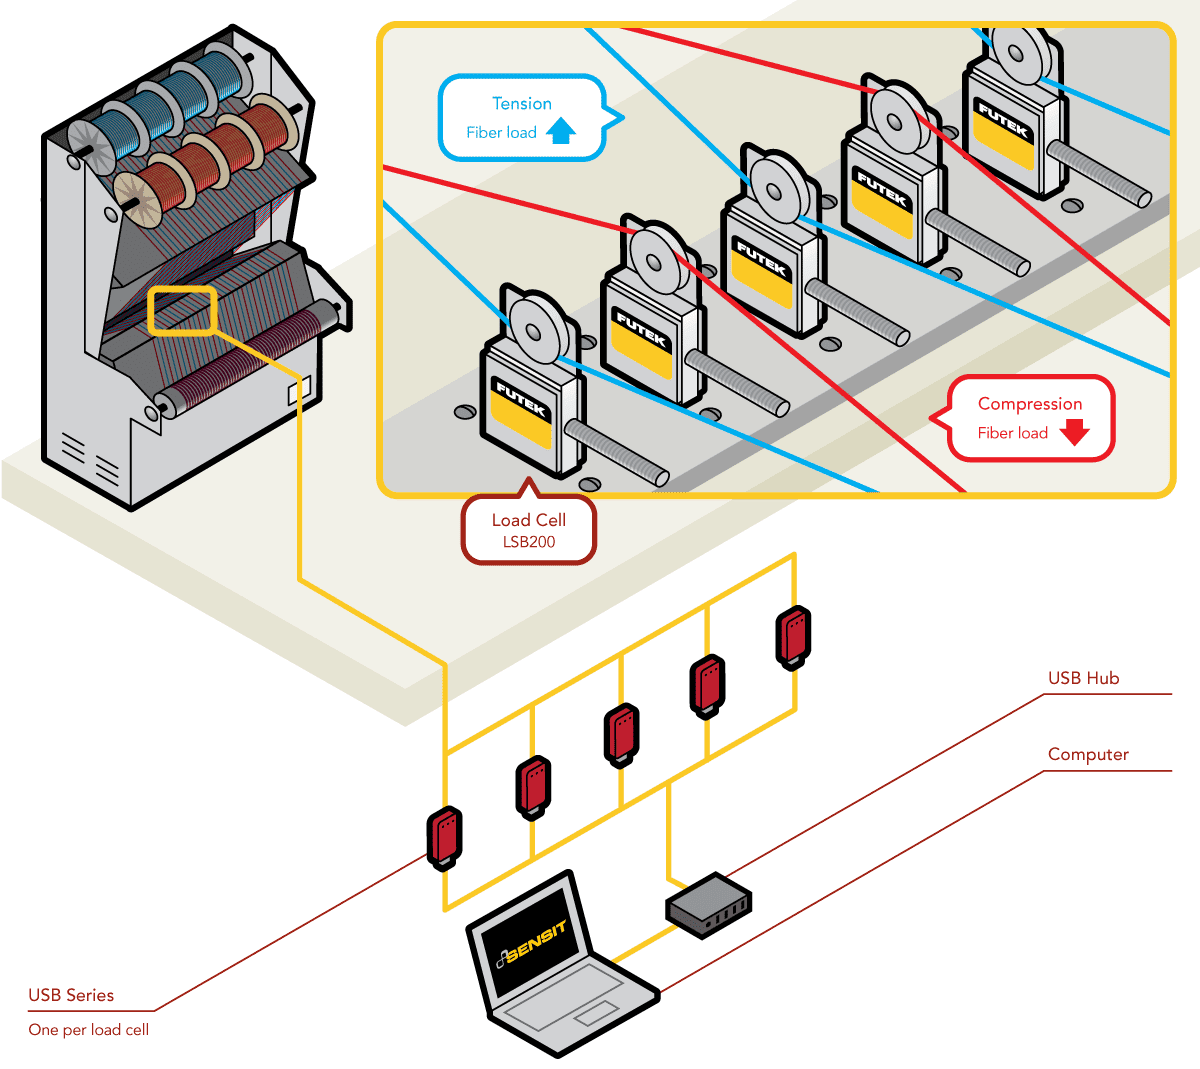 Tension
Fiber load
FUTEK
FUTEK
FUTEK
FUTEK
FUTEK
Compression
Fiber load
Load Cell
LSB200
USB Hub
Computer
SENSIT
USB Series
One per load cell